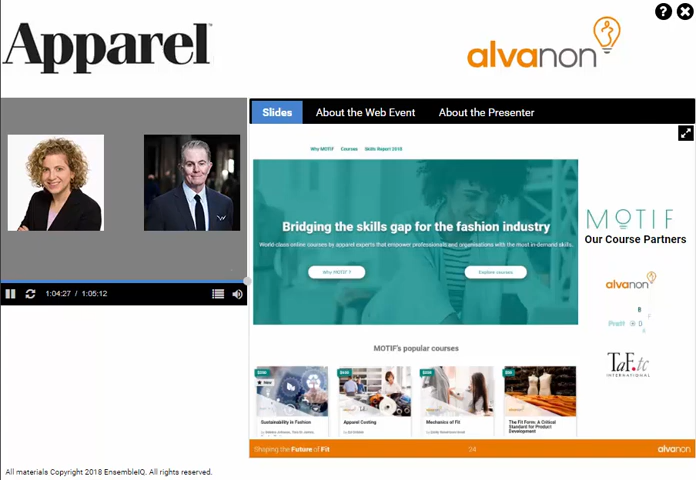 Apparel
alvanon
Slides
About the Web Event
About the Presenter
Why MOTIF
Courses
Skills Report 2018
Bridging the skills gap for the fashion industry
World-class online courses by apparel experts that empower professionals and organisations with the most in-demand skills.
Why MOTIF ?
Explore courses
MOTIF
Our Course Partners
alvanon
MOTIF's popular courses
New
Sustainability in Fashion
Apparel Costing
Mechanics of Fit
The Fit Form: A Critical
Standard for Product
Development
TaF.tc
INTERNATIONAL
1:04:27 / 1:05:12
Shaping the Future of Fit
24
alvanon
All materials Copyright 2018 EnsembleIQ. All rights reserved.